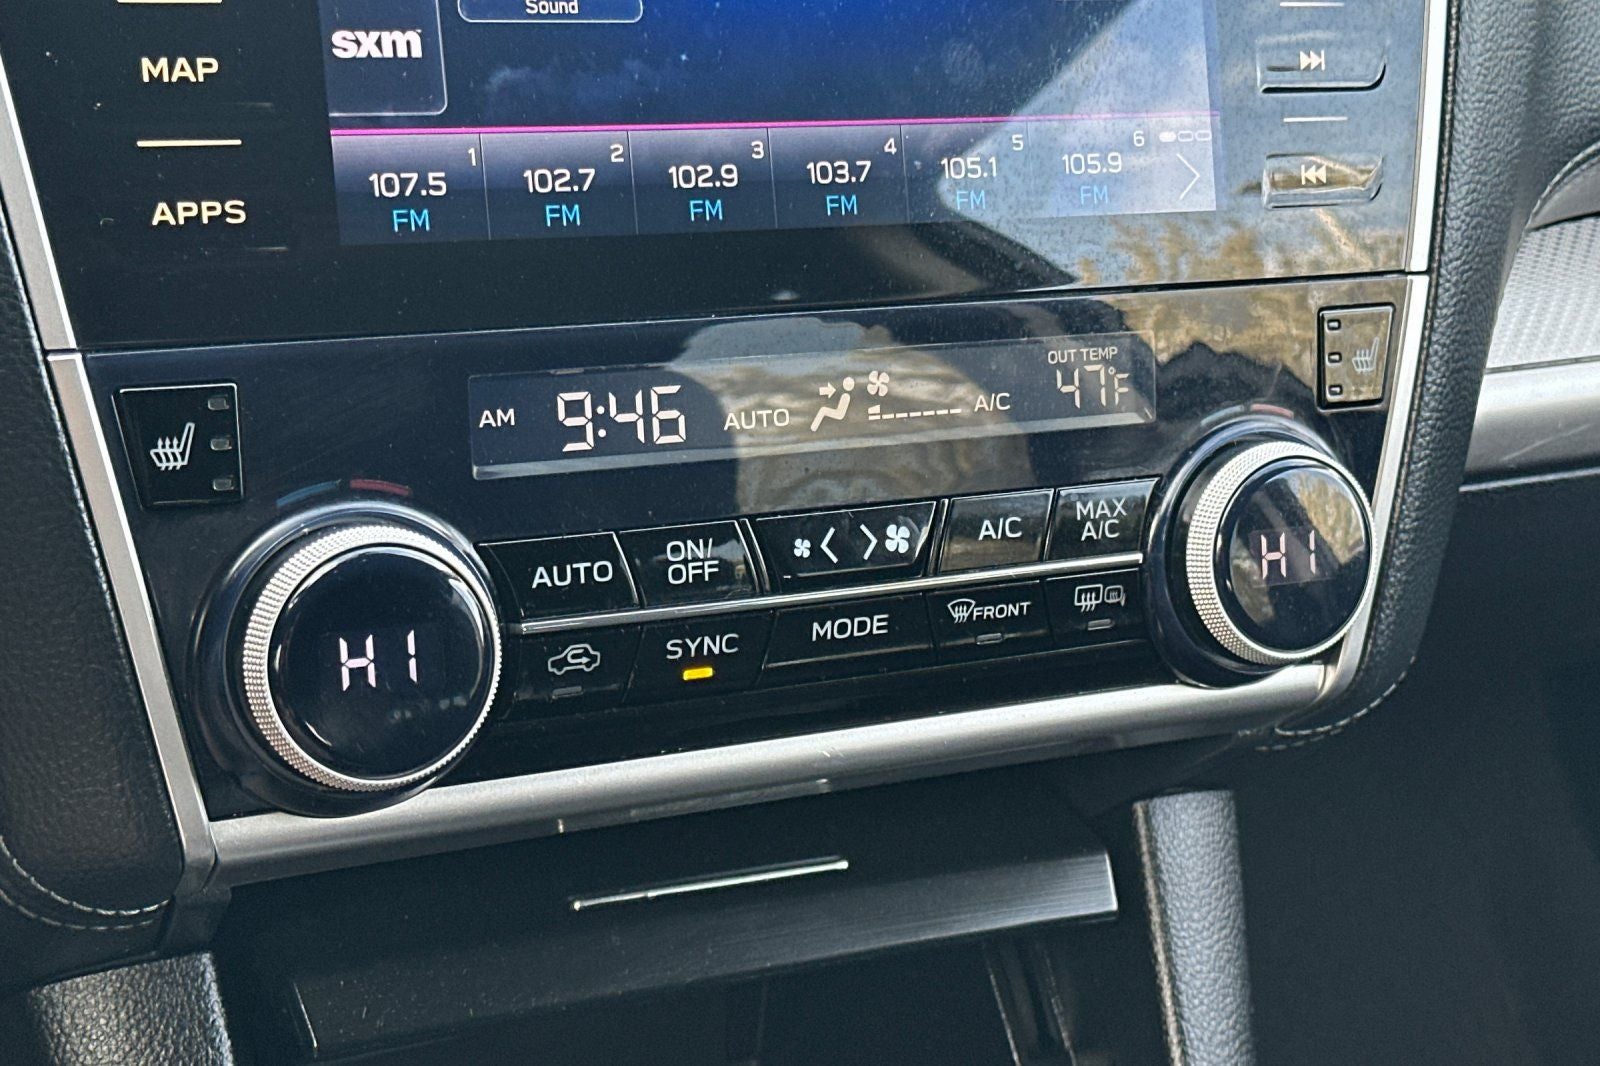 Sound
sxm
MAP
1 2 3 4 5 6
107.5 102.7 102.9 103.7 105.1 105.9
FM FM FM FM FM FM
APPS
OUT TEMP
AM 9:46 AUTO A/C 47°F
AUTO ON/OFF A/C MAX A/C
HI HI
SYNC MODE FRONT